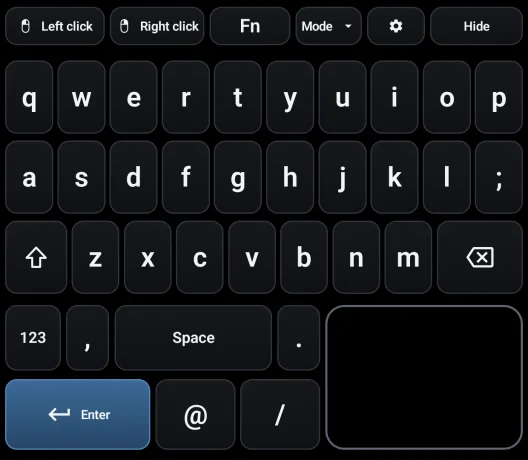 Left click Right click Fn Mode Hide
q w e r t y u i o p
a s d f g h j k l ;
z x c v b n m
123 , Space .
Enter @ /